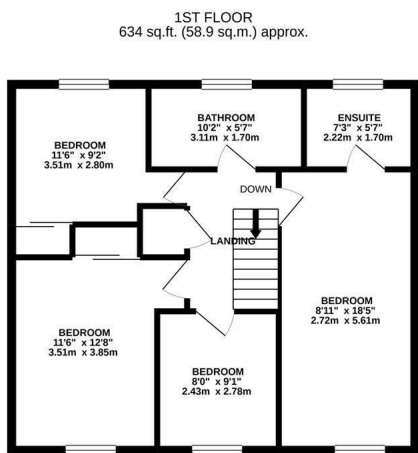 1ST FLOOR
634 sq.ft. (58.9 sq.m.) approx.
BATHROOM
10'2" x 5'7"
3.11m x 1.70m
ENSUITE
7'3" x 5'7"
2.22m x 1.70m
BEDROOM
11'6" x 9'2"
3.51m x 2.80m
DOWN
LANDING
BEDROOM
8'11" x 18'5"
2.72m x 5.61m
BEDROOM
11'6" x 12'8"
3.51m x 3.85m
BEDROOM
8'0" x 9'1"
2.43m x 2.78m